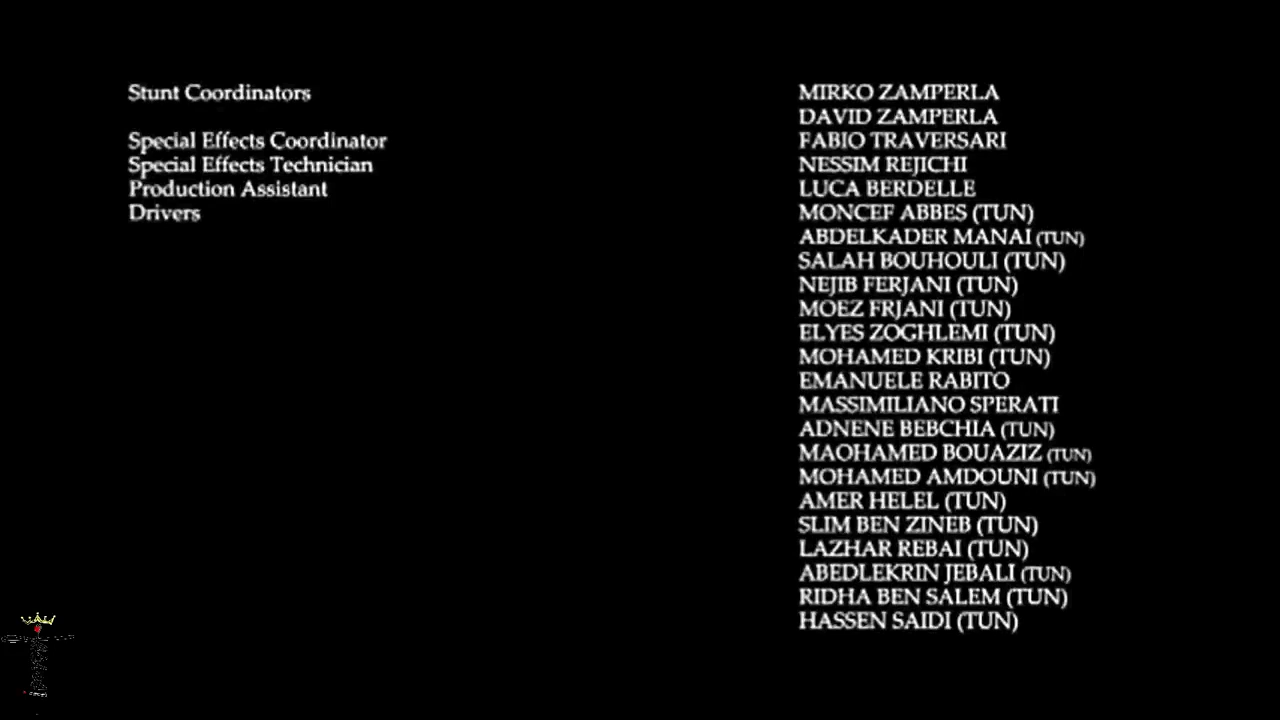 Stunt Coordinators MIRKO ZAMPERLA
DAVID ZAMPERLA
Special Effects Coordinator FABIO TRAVERSARI
Special Effects Technician NESSIM REJICHI
Production Assistant LUCA BERDELLE
Drivers MONCEF ABBES (TUN)
ABDELKADER MANAI (TUN)
SALAH BOUHOULI (TUN)
NEJIB FERJANI (TUN)
MOEZ FRJANI (TUN)
ELYES ZOGHLEMI (TUN)
MOHAMED KRIBI (TUN)
EMANUELE RABITO
MASSIMILIANO SPERATI
ADNENE BEBCHIA (TUN)
MAOHAMED BOUAZIZ (TUN)
MOHAMED AMDOUNI (TUN)
AMER HELEL (TUN)
SLIM BEN ZINEB (TUN)
LAZHAR REBAI (TUN)
ABEDLEKRIN JEBALI (TUN)
RIDHA BEN SALEM (TUN)
HASSEN SAIDI (TUN)